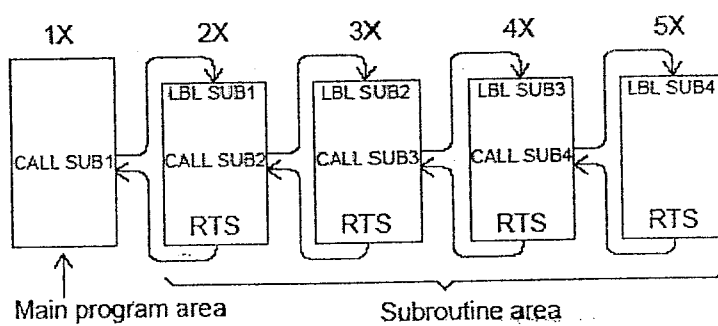 1X 2X 3X 4X 5X
LBL SUB1 LBL SUB2 LBL SUB3 LBL SUB4
CALL SUB1 CALL SUB2 CALL SUB3 CALL SUB4
RTS RTS RTS RTS
Main program area Subroutine area